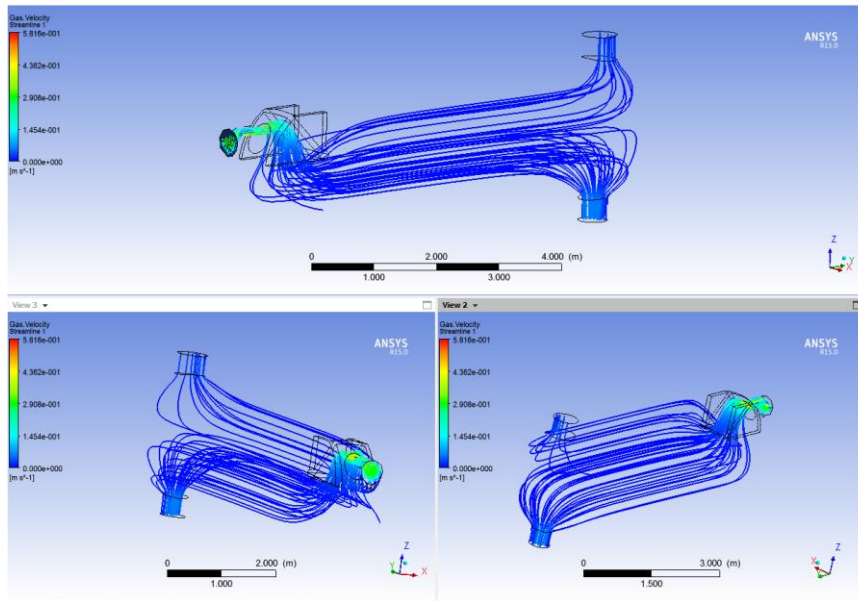 Gas.Velocity
Streamline 1
5.816e-001
4.362e-001
2.908e-001
1.454e-001
0.000e+000
[m s^-1]
ANSYS
R15.0
0 2.000 4.000 (m)
1.000 3.000
Z
Y
X
View 3
Gas.Velocity
Streamline 1
5.816e-001
4.362e-001
2.908e-001
1.454e-001
0.000e+000
[m s^-1]
ANSYS
R15.0
0 2.000 (m)
1.000
Z
Y
X
View 2
Gas.Velocity
Streamline 1
5.816e-001
4.362e-001
2.908e-001
1.454e-001
0.000e+000
[m s^-1]
ANSYS
R15.0
0 3.000 (m)
1.500
X
Z
Y